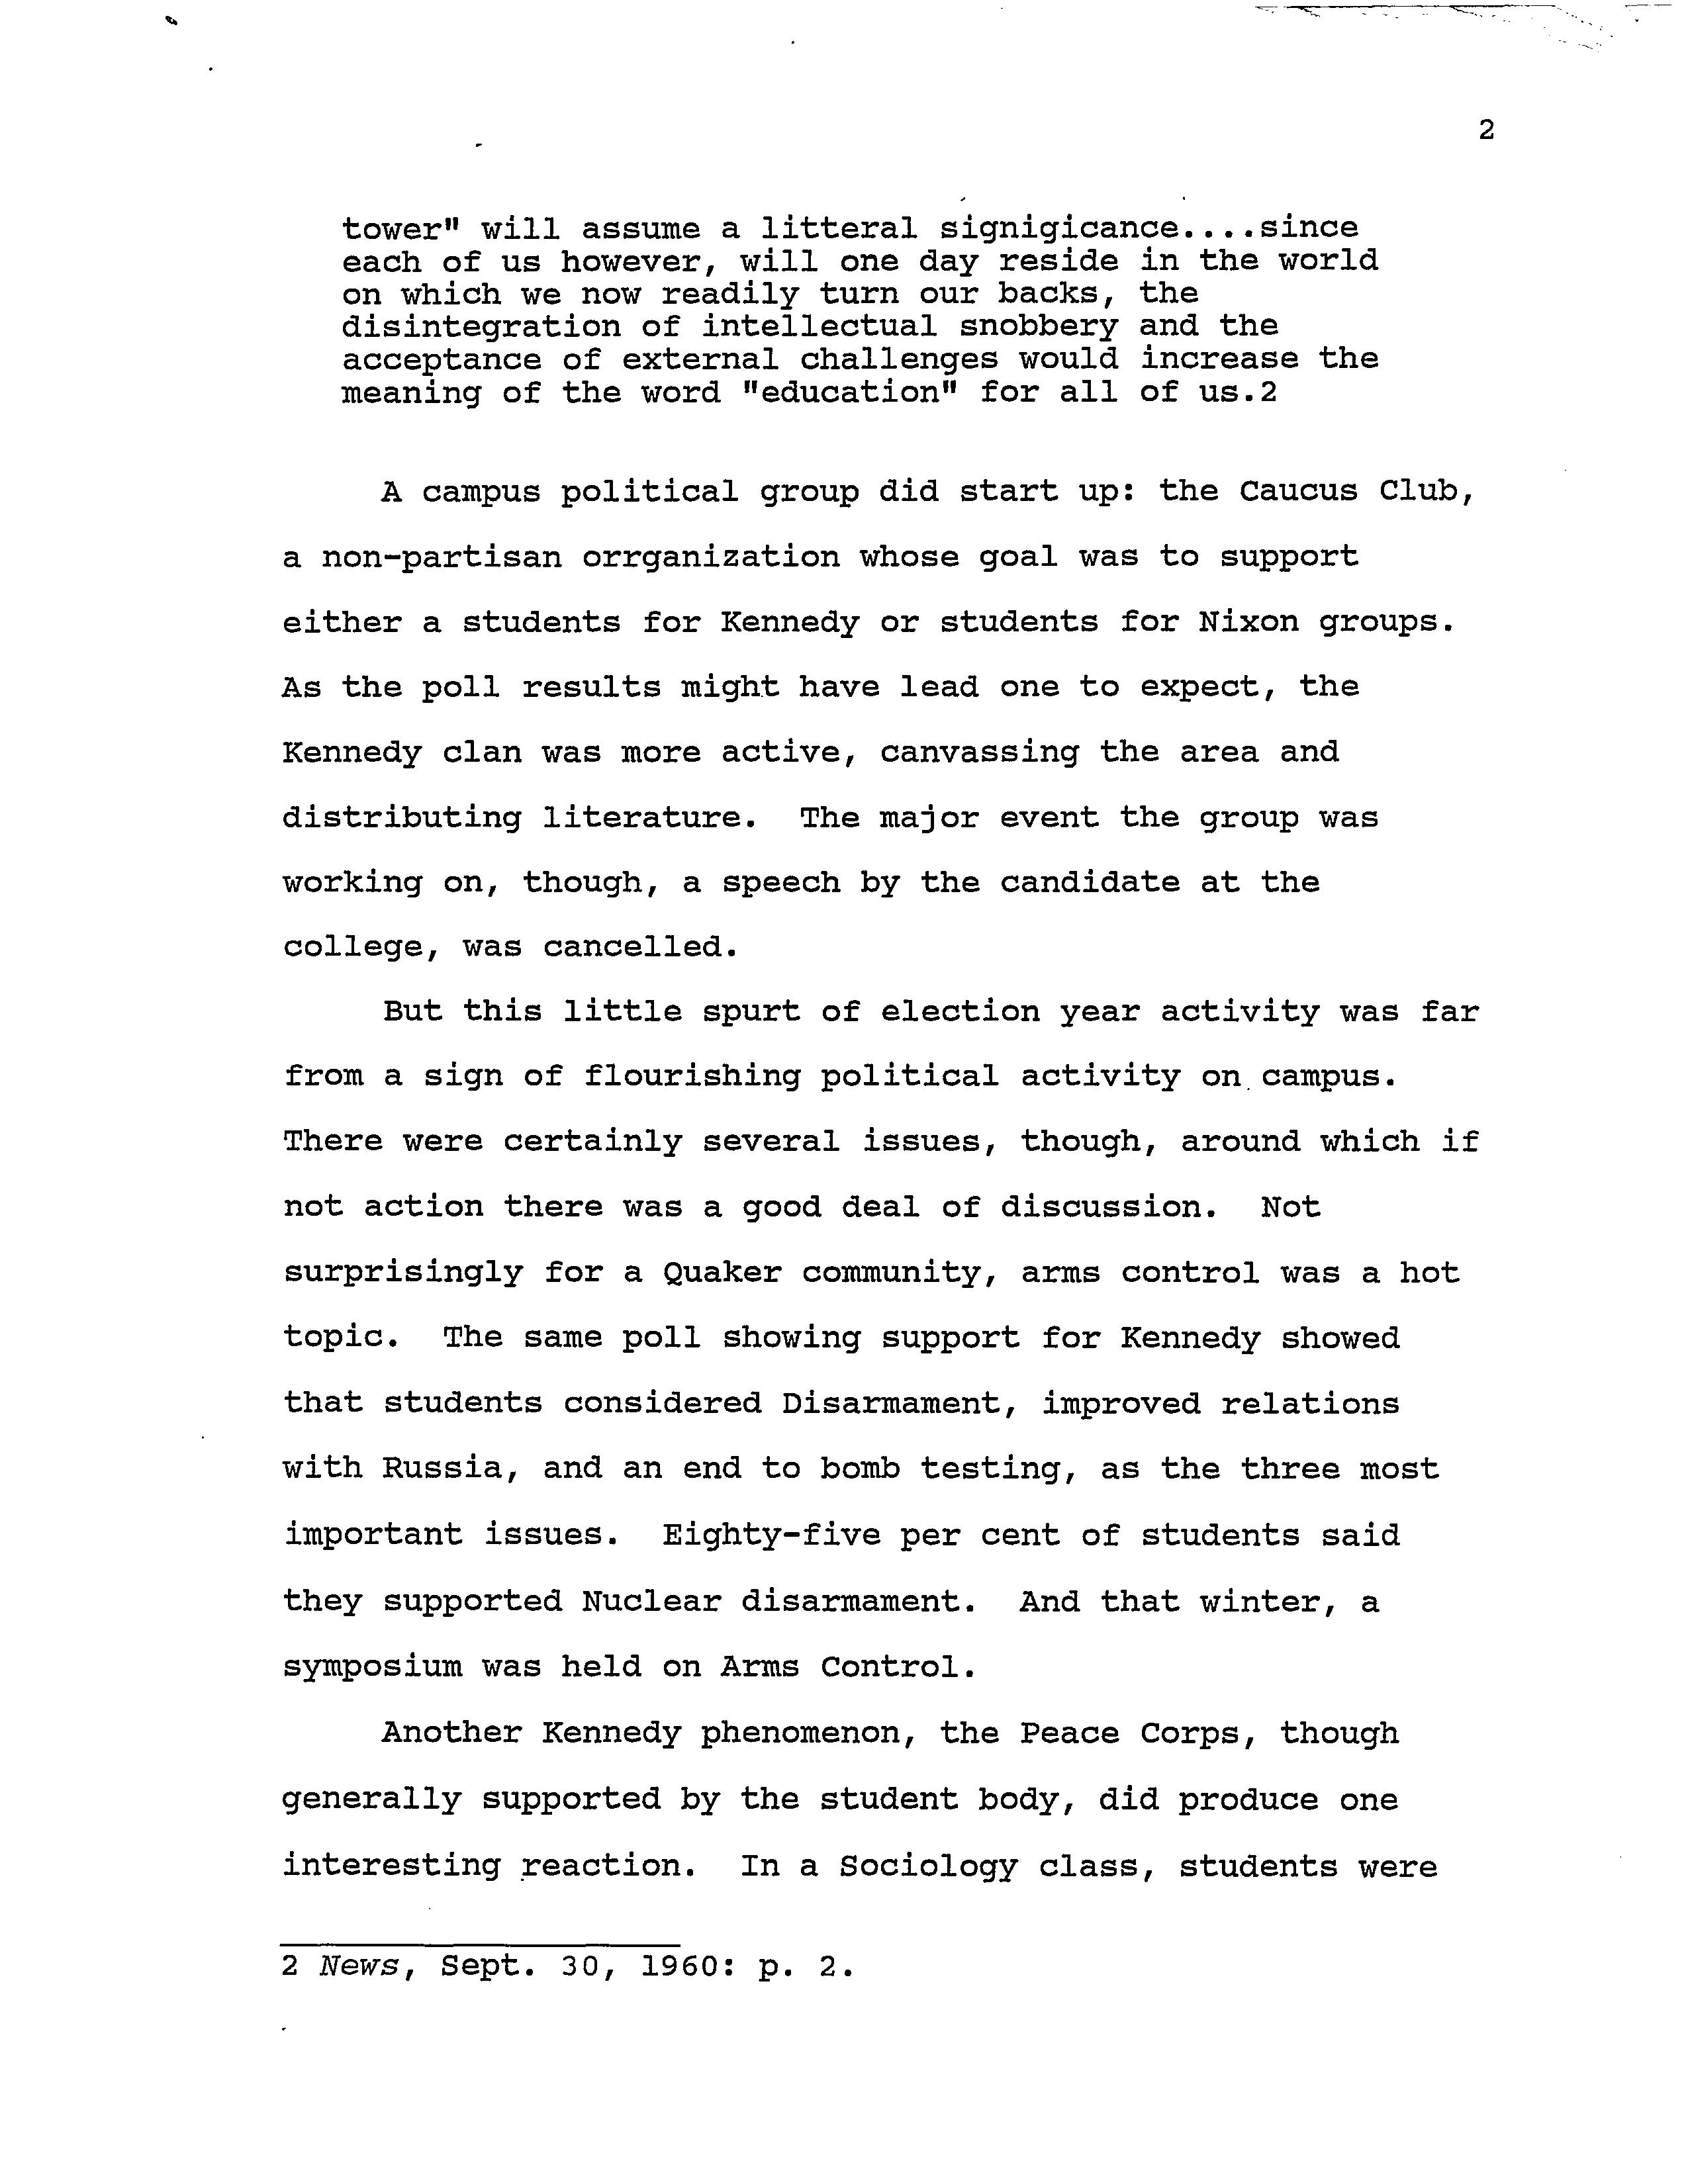 2
tower" will assume a litteral signigicance....since
each of us however, will one day reside in the world
on which we now readily turn our backs, the
disintegration of intellectual snobbery and the
acceptance of external challenges would increase the
meaning of the word "education" for all of us.2
A campus political group did start up: the Caucus Club,
a non-partisan orrganization whose goal was to support
either a students for Kennedy or students for Nixon groups.
As the poll results might have lead one to expect, the
Kennedy clan was more active, canvassing the area and
distributing literature. The major event the group was
working on, though, a speech by the candidate at the
college, was cancelled.
But this little spurt of election year activity was far
from a sign of flourishing political activity on campus.
There were certainly several issues, though, around which if
not action there was a good deal of discussion. Not
surprisingly for a Quaker community, arms control was a hot
topic. The same poll showing support for Kennedy showed
that students considered Disarmament, improved relations
with Russia, and an end to bomb testing, as the three most
important issues. Eighty-five per cent of students said
they supported Nuclear disarmament. And that winter, a
symposium was held on Arms Control.
Another Kennedy phenomenon, the Peace Corps, though
generally supported by the student body, did produce one
interesting reaction. In a Sociology class, students were
2 News, Sept. 30, 1960: p. 2.